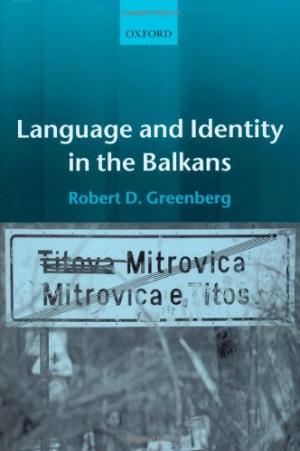 OXFORD
Language and Identity
in the Balkans
Robert D. Greenberg
Titova Mitrovica
Mitrovica e Titos